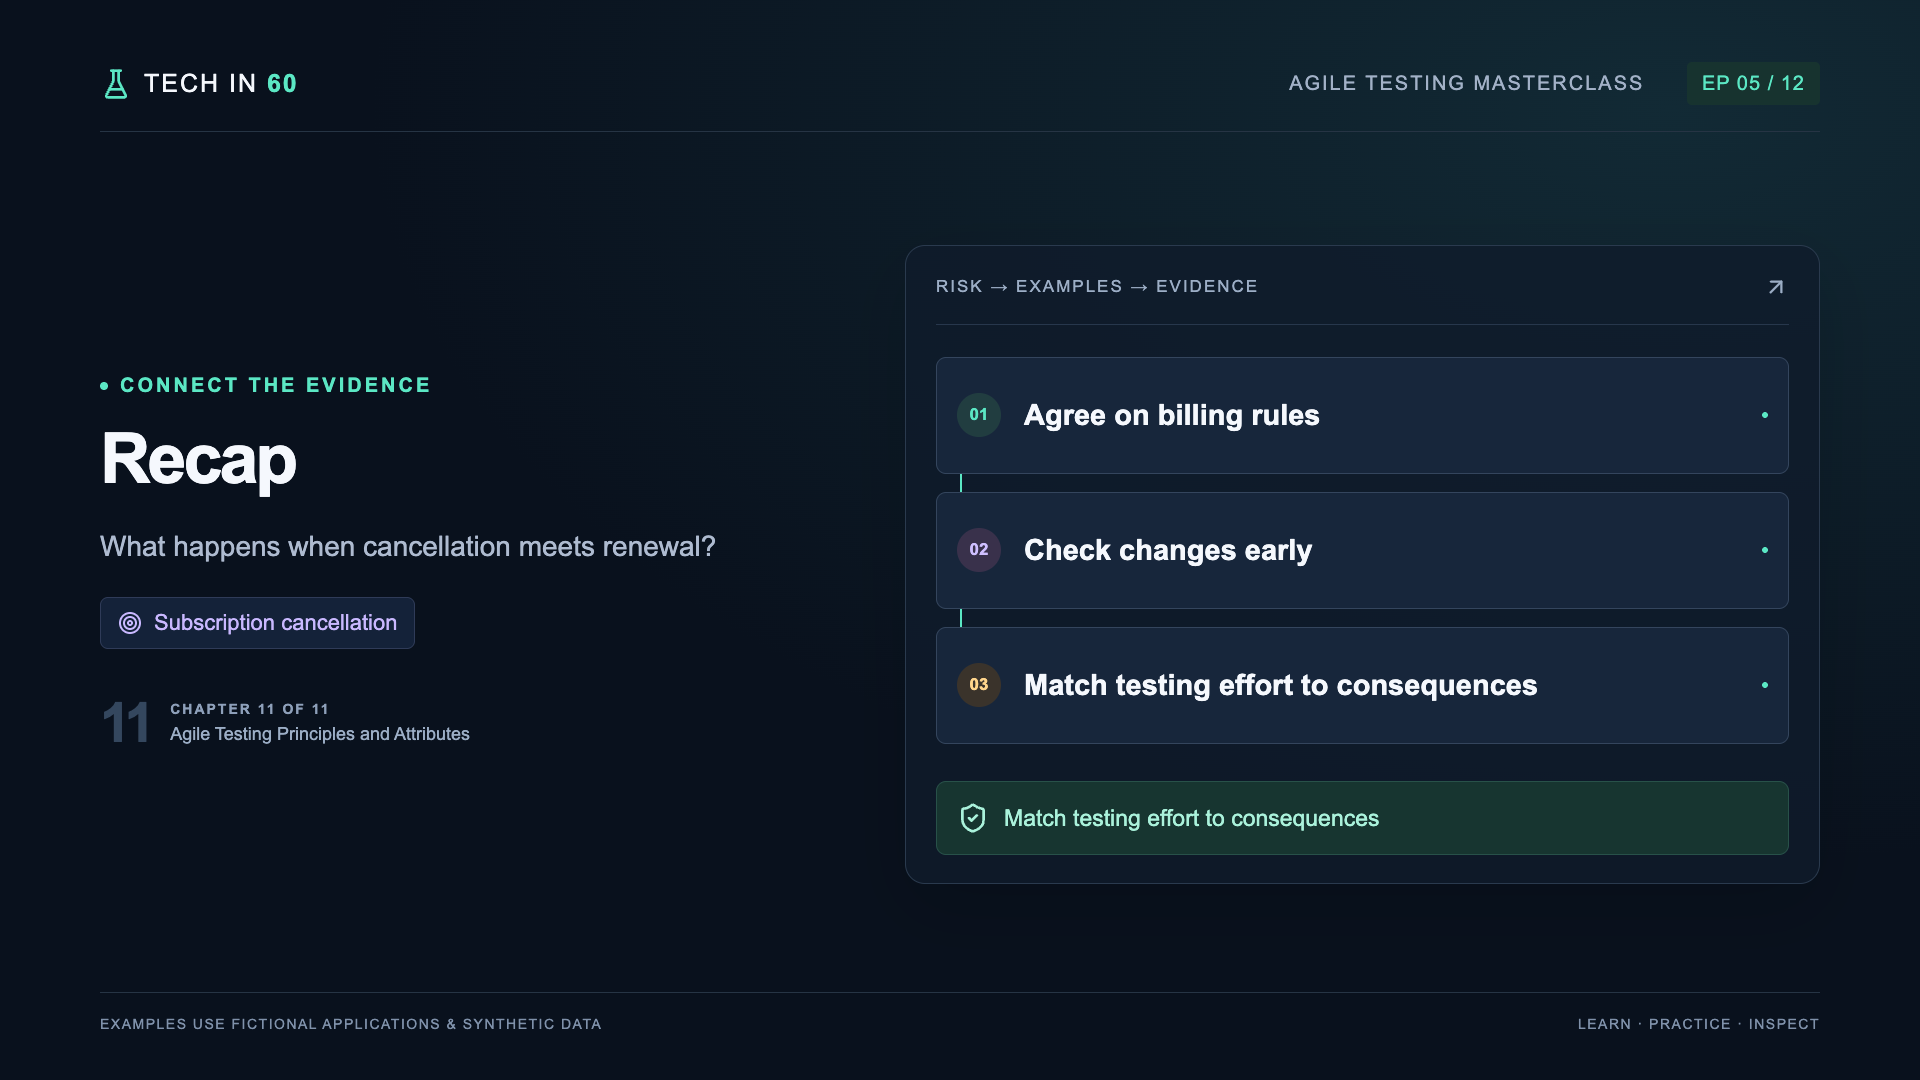 TECH IN 60
AGILE TESTING MASTERCLASS
EP 05 / 12
CONNECT THE EVIDENCE
Recap
What happens when cancellation meets renewal?
Subscription cancellation
11
CHAPTER 11 OF 11
Agile Testing Principles and Attributes
RISK → EXAMPLES → EVIDENCE
01
Agree on billing rules
02
Check changes early
03
Match testing effort to consequences
Match testing effort to consequences
EXAMPLES USE FICTIONAL APPLICATIONS & SYNTHETIC DATA
LEARN · PRACTICE · INSPECT